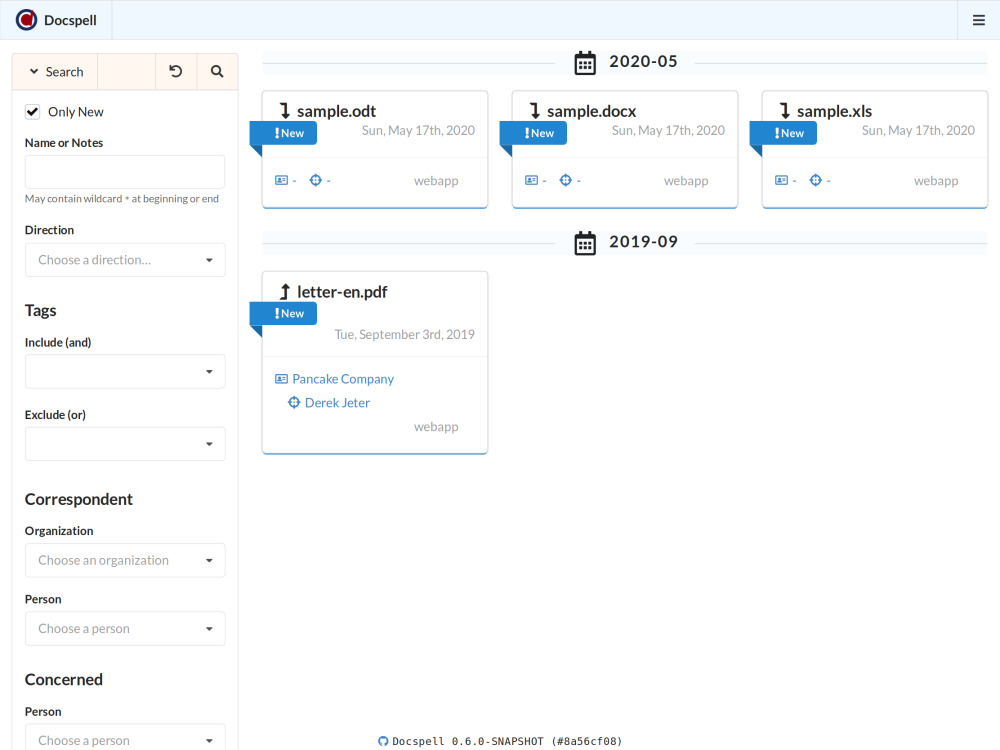 Docspell
Search
Only New
Name or Notes
May contain wildcard * at beginning or end
Direction
Choose a direction...
Tags
Include (and)
Exclude (or)
Correspondent
Organization
Choose an organization
Person
Choose a person
Concerned
Person
Choose a person
2020-05
sample.odt
New
Sun, May 17th, 2020
- -
webapp
sample.docx
New
Sun, May 17th, 2020
- -
webapp
sample.xls
New
Sun, May 17th, 2020
- -
webapp
2019-09
letter-en.pdf
New
Tue, September 3rd, 2019
Pancake Company
Derek Jeter
webapp
Docspell 0.6.0-SNAPSHOT (#8a56cf08)